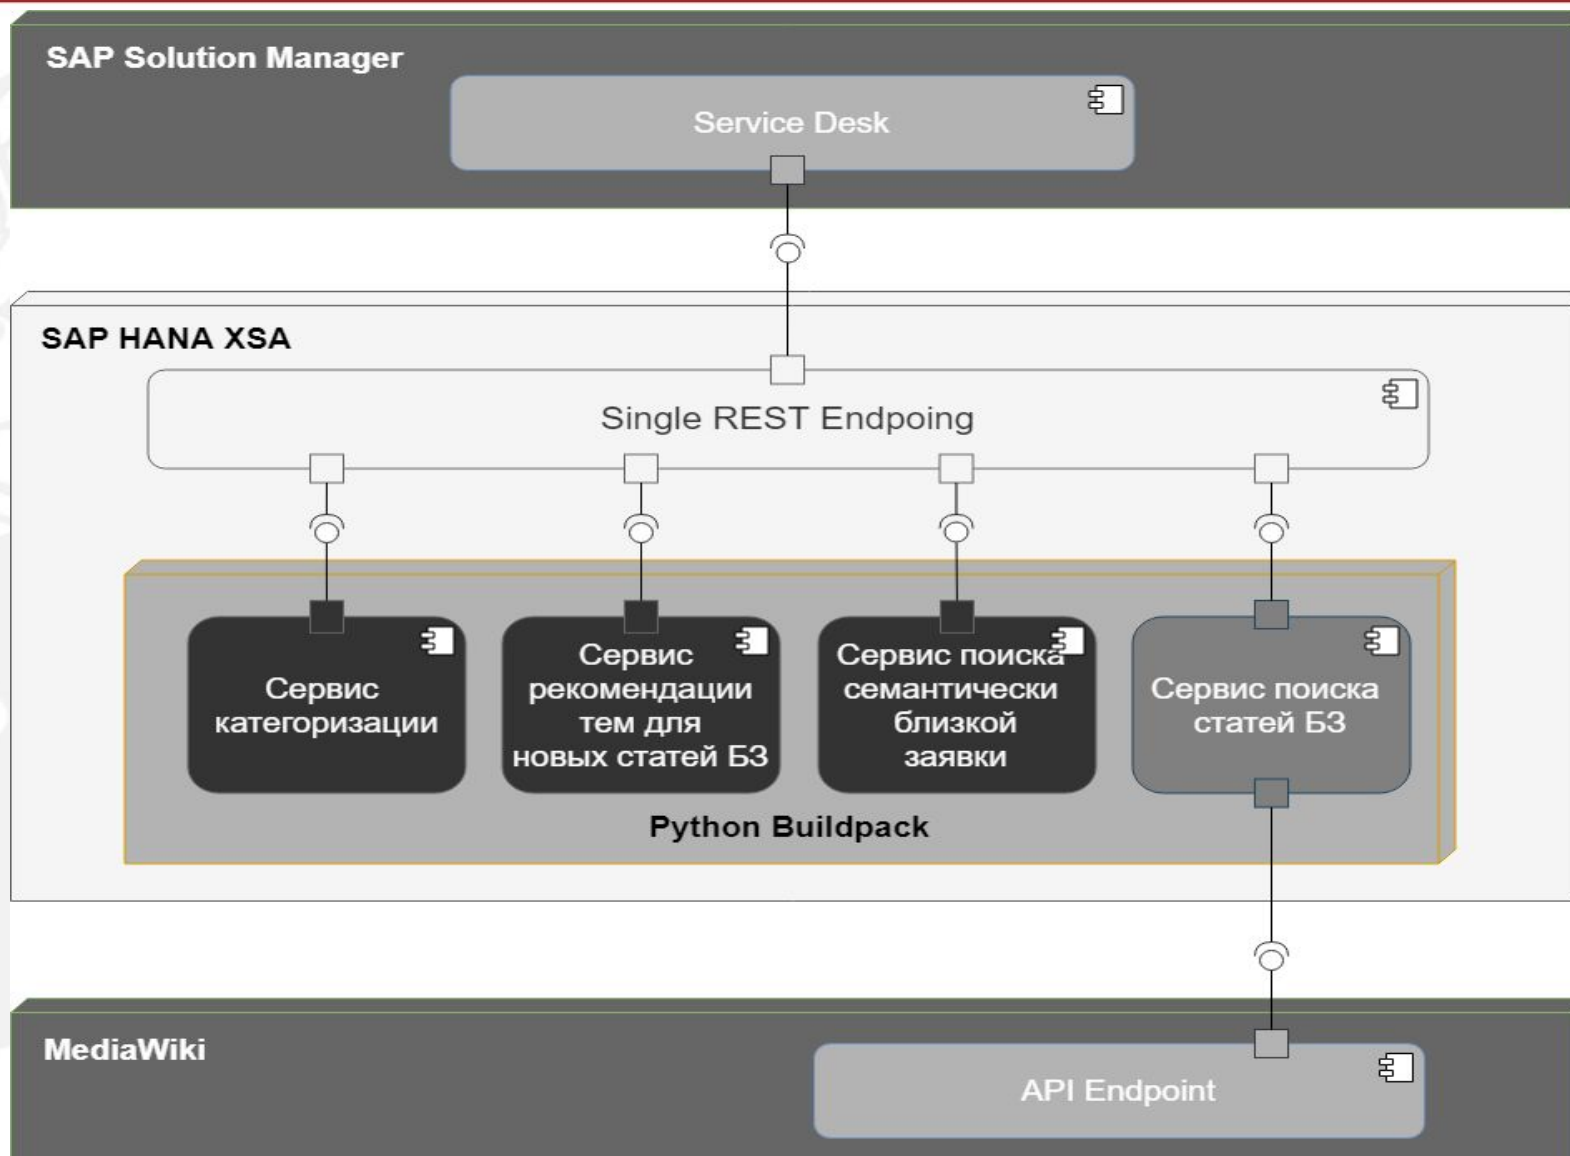 SAP Solution Manager
Service Desk
SAP HANA XSA
Single REST Endpoing
Сервис
категоризации
Сервис
рекомендации
тем для
новых статей БЗ
Сервис поиска
семантически
близкой
заявки
Сервис поиска
статей БЗ
Python Buildpack
MediaWiki
API Endpoint